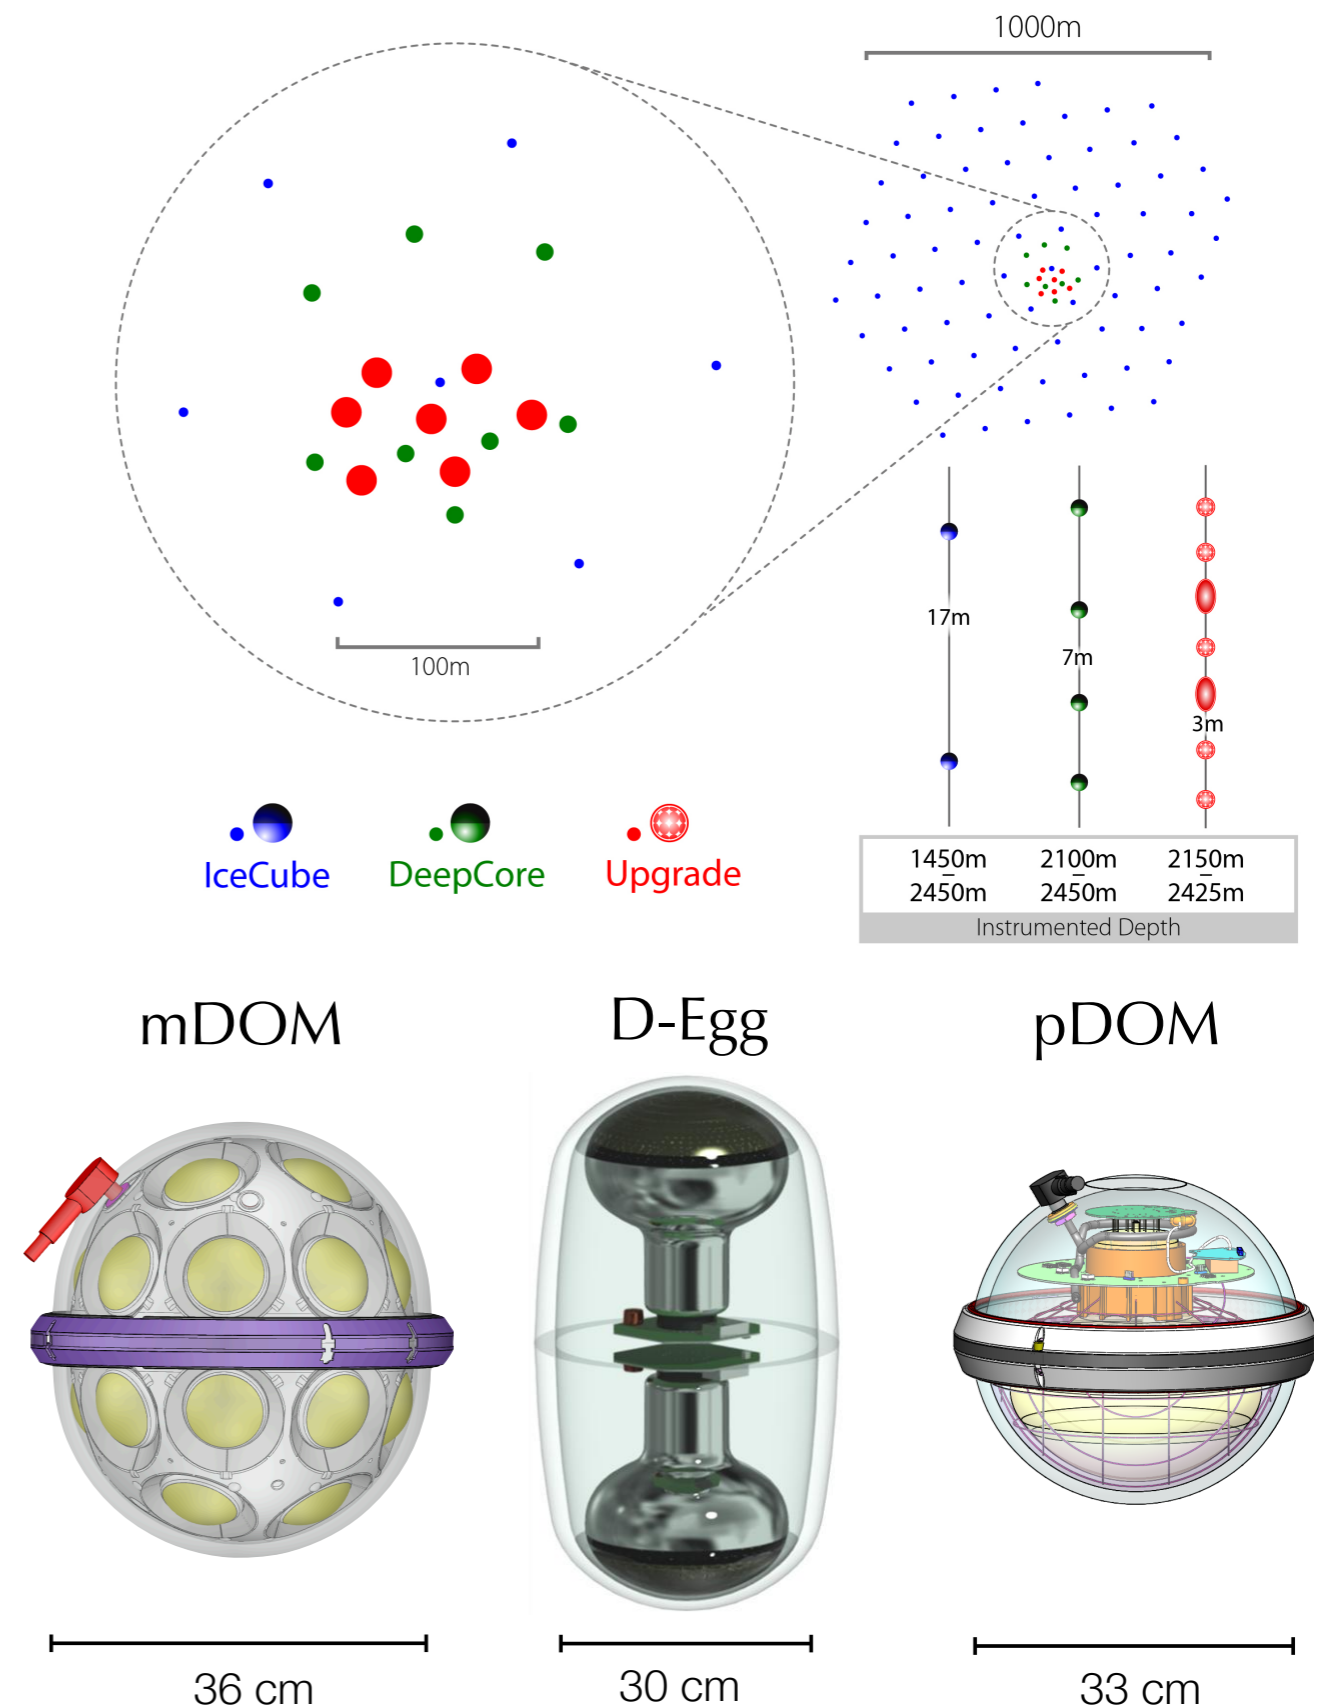 1000m
100m
17m
7m
3m
IceCube
DeepCore
Upgrade
1450m
–
2450m
2100m
–
2450m
2150m
–
2425m
Instrumented Depth
mDOM
D-Egg
pDOM
36 cm
30 cm
33 cm